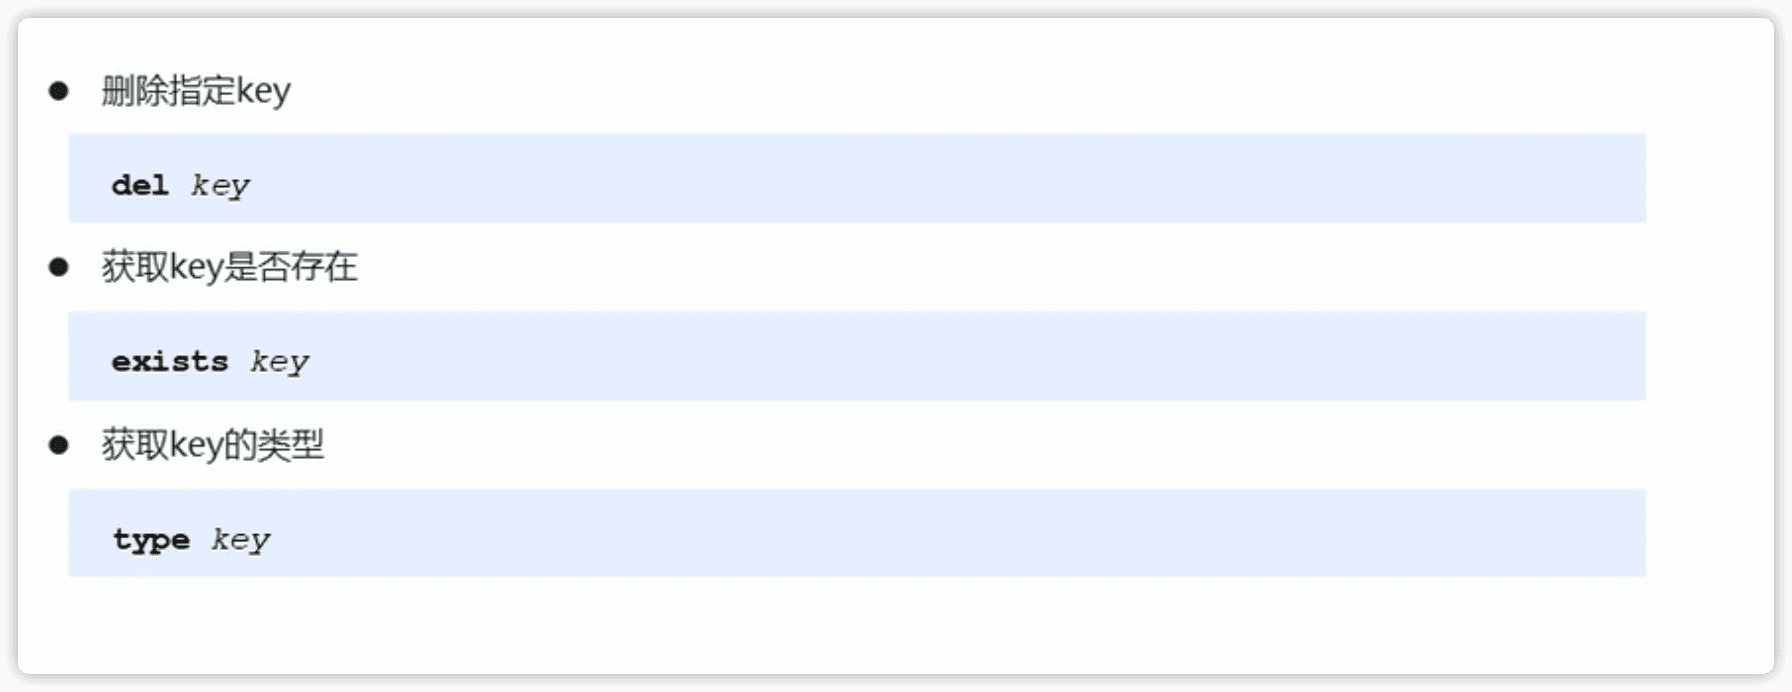 ● 删除指定key
del key
● 获取key是否存在
exists key
● 获取key的类型
type key